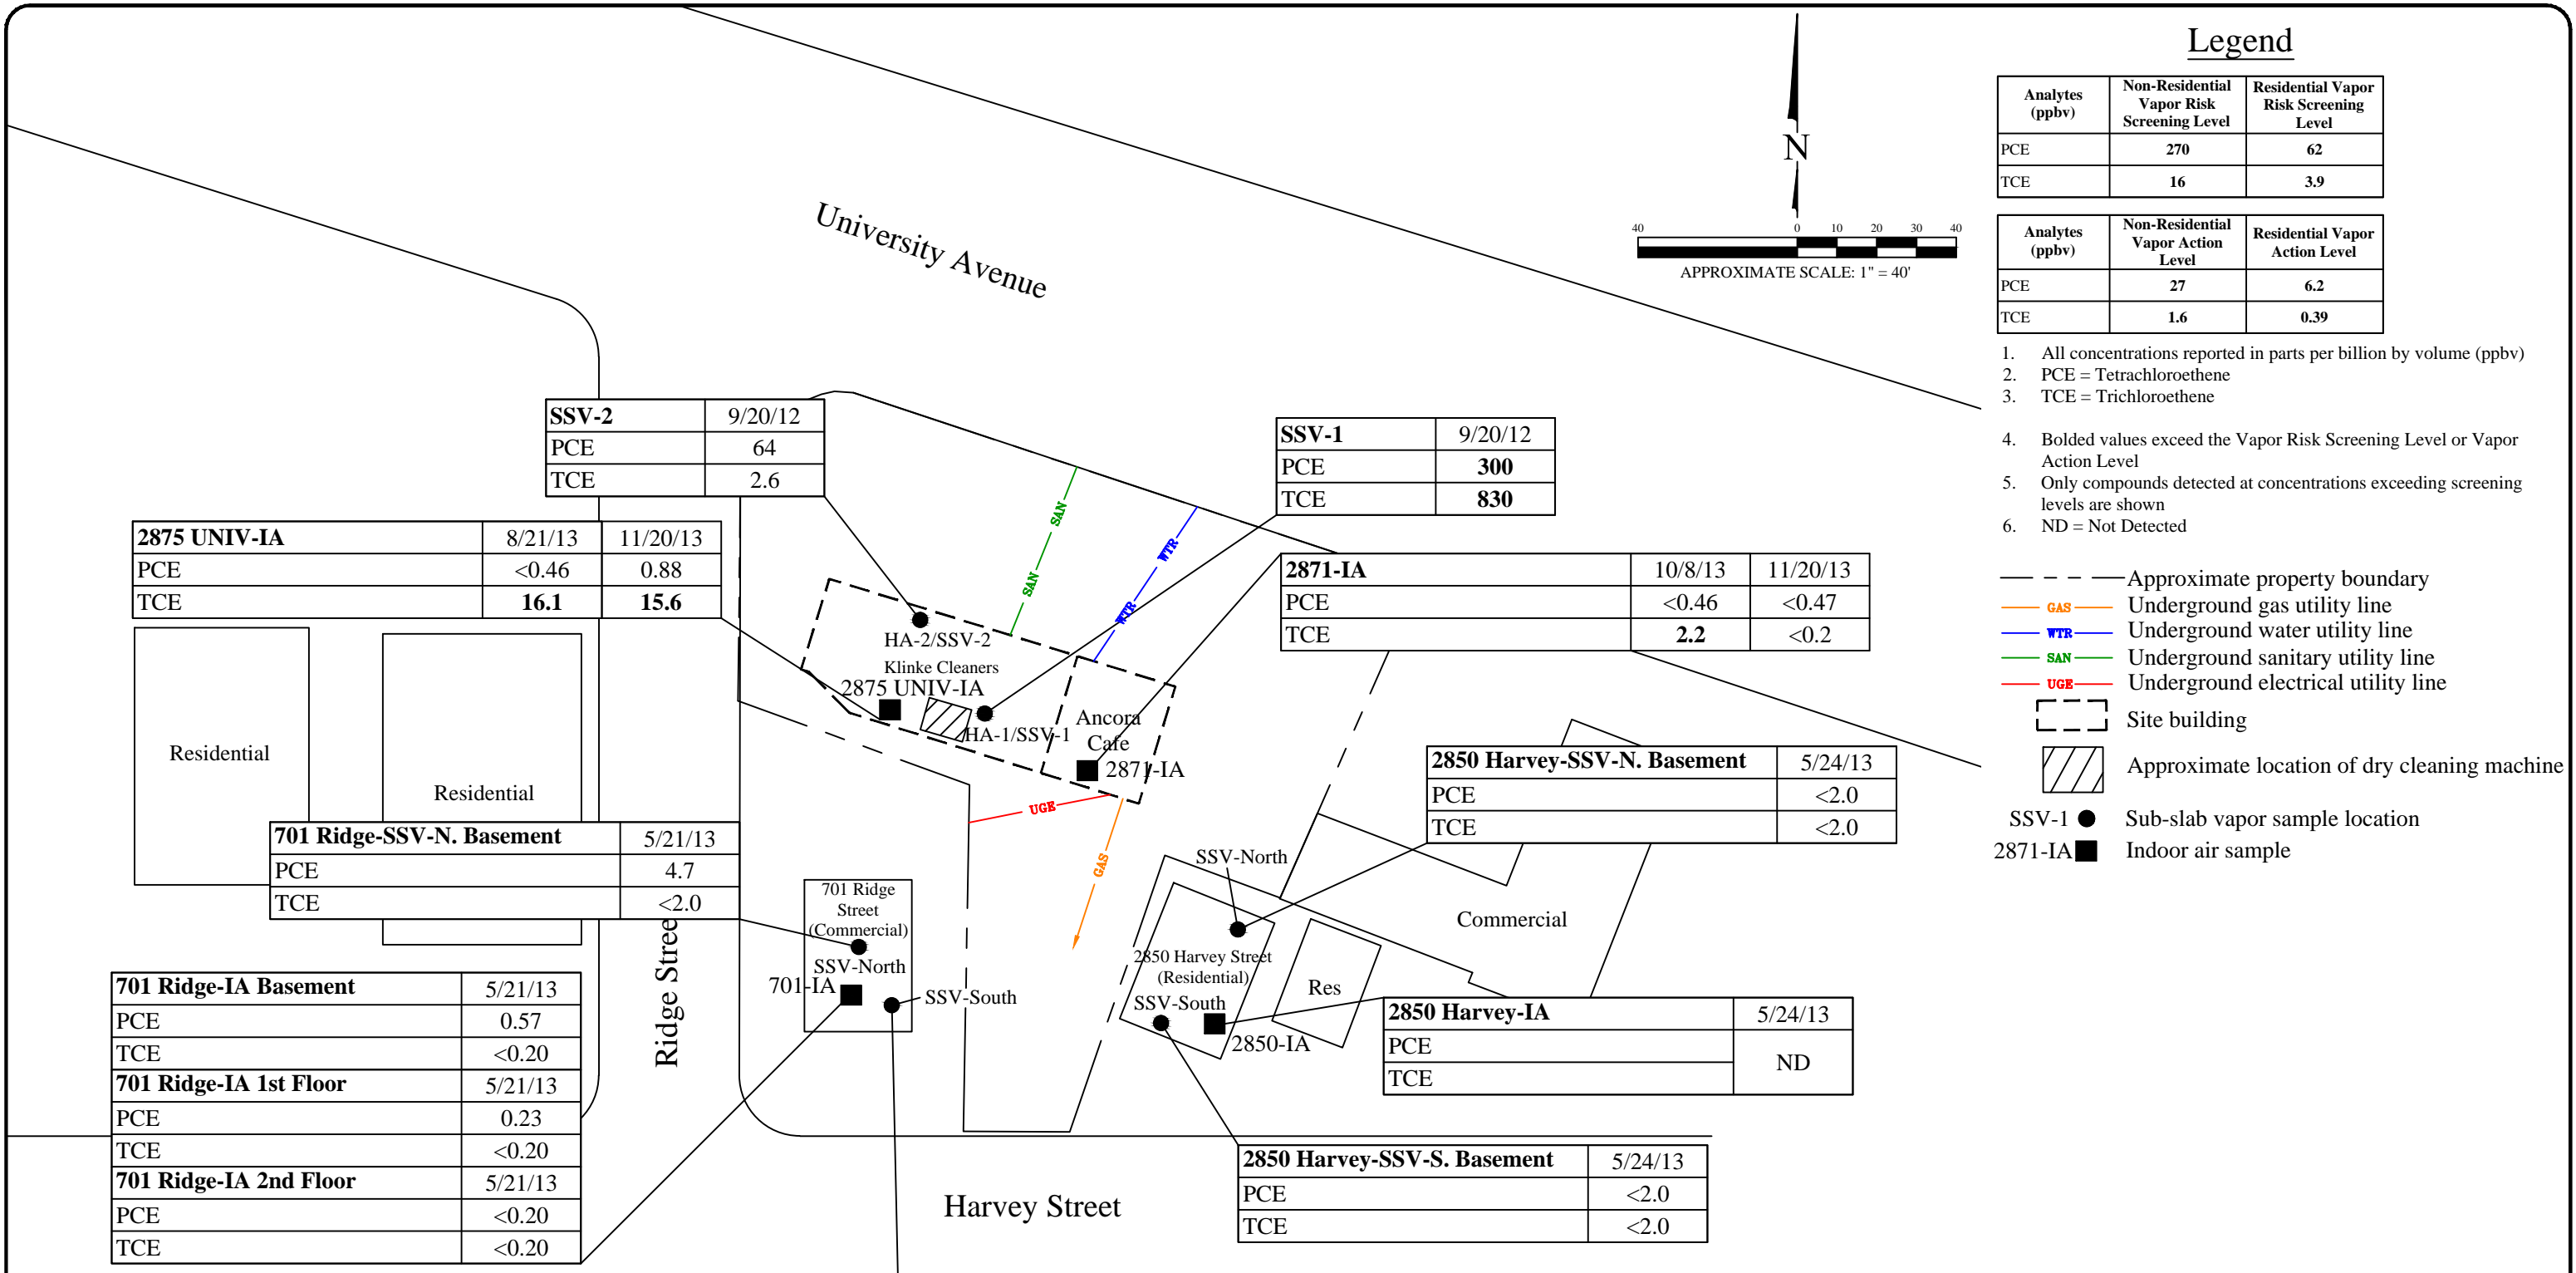 Legend
Analytes (ppbv) Non-Residential Vapor Risk Screening Level Residential Vapor Risk Screening Level
PCE 270 62
TCE 16 3.9
Analytes (ppbv) Non-Residential Vapor Action Level Residential Vapor Action Level
PCE 27 6.2
TCE 1.6 0.39
1. All concentrations reported in parts per billion by volume (ppbv)
2. PCE = Tetrachloroethene
3. TCE = Trichloroethene
4. Bolded values exceed the Vapor Risk Screening Level or Vapor
Action Level
5. Only compounds detected at concentrations exceeding screening
levels are shown
6. ND = Not Detected
Approximate property boundary
GAS Underground gas utility line
WTR Underground water utility line
SAN Underground sanitary utility line
UGE Underground electrical utility line
Site building
Approximate location of dry cleaning machine
SSV-1 Sub-slab vapor sample location
2871-IA Indoor air sample
N
40 0 10 20 30 40
APPROXIMATE SCALE: 1" = 40'
University Avenue
SSV-2 9/20/12
PCE 64
TCE 2.6
SSV-1 9/20/12
PCE 300
TCE 830
2875 UNIV-IA 8/21/13 11/20/13
PCE <0.46 0.88
TCE 16.1 15.6
2871-IA 10/8/13 11/20/13
PCE <0.46 <0.47
TCE 2.2 <0.2
SAN
SAN
WTR
WTR
HA-2/SSV-2
Klinke Cleaners
2875 UNIV-IA
HA-1/SSV-1
Ancora
Cafe
2871-IA
UGE
GAS
Residential
Residential
2850 Harvey-SSV-N. Basement 5/24/13
PCE <2.0
TCE <2.0
701 Ridge-SSV-N. Basement 5/21/13
PCE 4.7
TCE <2.0
701 Ridge
Street
(Commercial)
SSV-North
701-IA
SSV-South
SSV-North
2850 Harvey Street
(Residential)
SSV-South
2850-IA
Res
Commercial
Ridge Stree
701 Ridge-IA Basement 5/21/13
PCE 0.57
TCE <0.20
701 Ridge-IA 1st Floor 5/21/13
PCE 0.23
TCE <0.20
701 Ridge-IA 2nd Floor 5/21/13
PCE <0.20
TCE <0.20
2850 Harvey-IA 5/24/13
PCE ND
TCE
2850 Harvey-SSV-S. Basement 5/24/13
PCE <2.0
TCE <2.0
Harvey Street